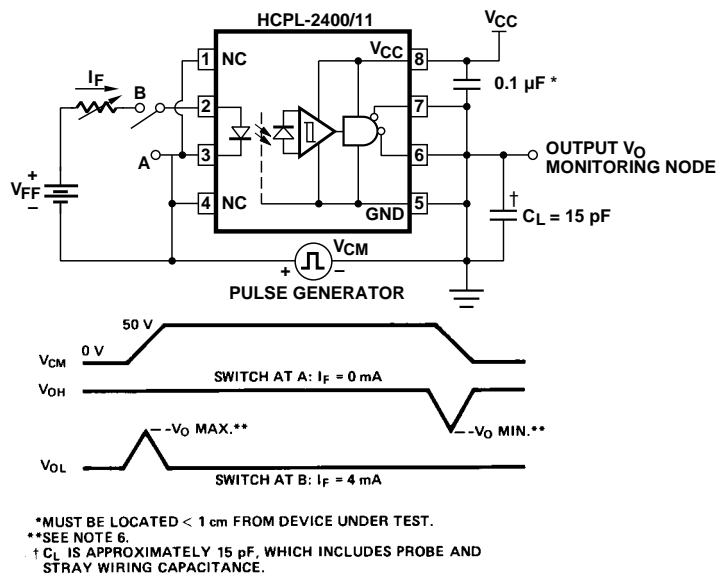 HCPL-2400/11
VCC
1 NC
VCC 8
IF
B
0.1 µF *
2
7
A
3
6
OUTPUT VO
MONITORING NODE
VFF
+
–
†
4 NC
GND 5
CL = 15 pF
VCM
+ –
PULSE GENERATOR
50 V
0 V
VCM
SWITCH AT A: IF = 0 mA
VOH
VO MAX.**
VO MIN.**
VOL
SWITCH AT B: IF = 4 mA
*MUST BE LOCATED < 1 cm FROM DEVICE UNDER TEST.
**SEE NOTE 6.
† CL IS APPROXIMATELY 15 pF, WHICH INCLUDES PROBE AND
STRAY WIRING CAPACITANCE.